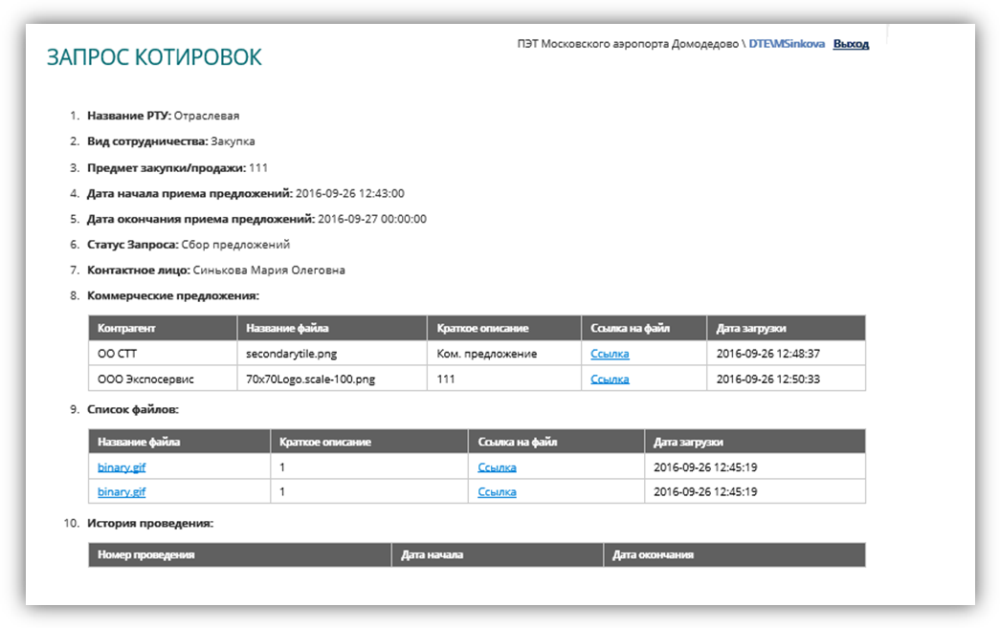 ПЭТ Московского аэропорта Домодедово \ DTE\MSinkova Выход
ЗАПРОС КОТИРОВОК
1. Название РТУ: Отраслевая
2. Вид сотрудничества: Закупка
3. Предмет закупки/продажи: 111
4. Дата начала приема предложений: 2016-09-26 12:43:00
5. Дата окончания приема предложений: 2016-09-27 00:00:00
6. Статус Запроса: Сбор предложений
7. Контактное лицо: Синькова Мария Олеговна
8. Коммерческие предложения:
Контрагент Название файла Краткое описание Ссылка на файл Дата загрузки
ОО СТТ secondarytile.png Ком. предложение Ссылка 2016-09-26 12:48:37
ООО Экспосервис 70x70Logo.scale-100.png 111 Ссылка 2016-09-26 12:50:33
9. Список файлов:
Название файла Краткое описание Ссылка на файл Дата загрузки
binary.gif 1 Ссылка 2016-09-26 12:45:19
binary.gif 1 Ссылка 2016-09-26 12:45:19
10. История проведения:
Номер проведения Дата начала Дата окончания